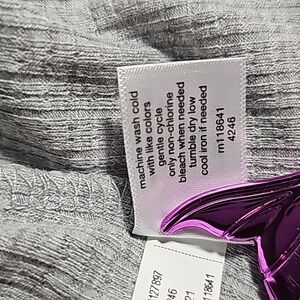 machine wash cold
with like colors
gentle cycle
only non-chlorine
bleach when needed
tumble dry low
cool iron if needed
rn118641
4246